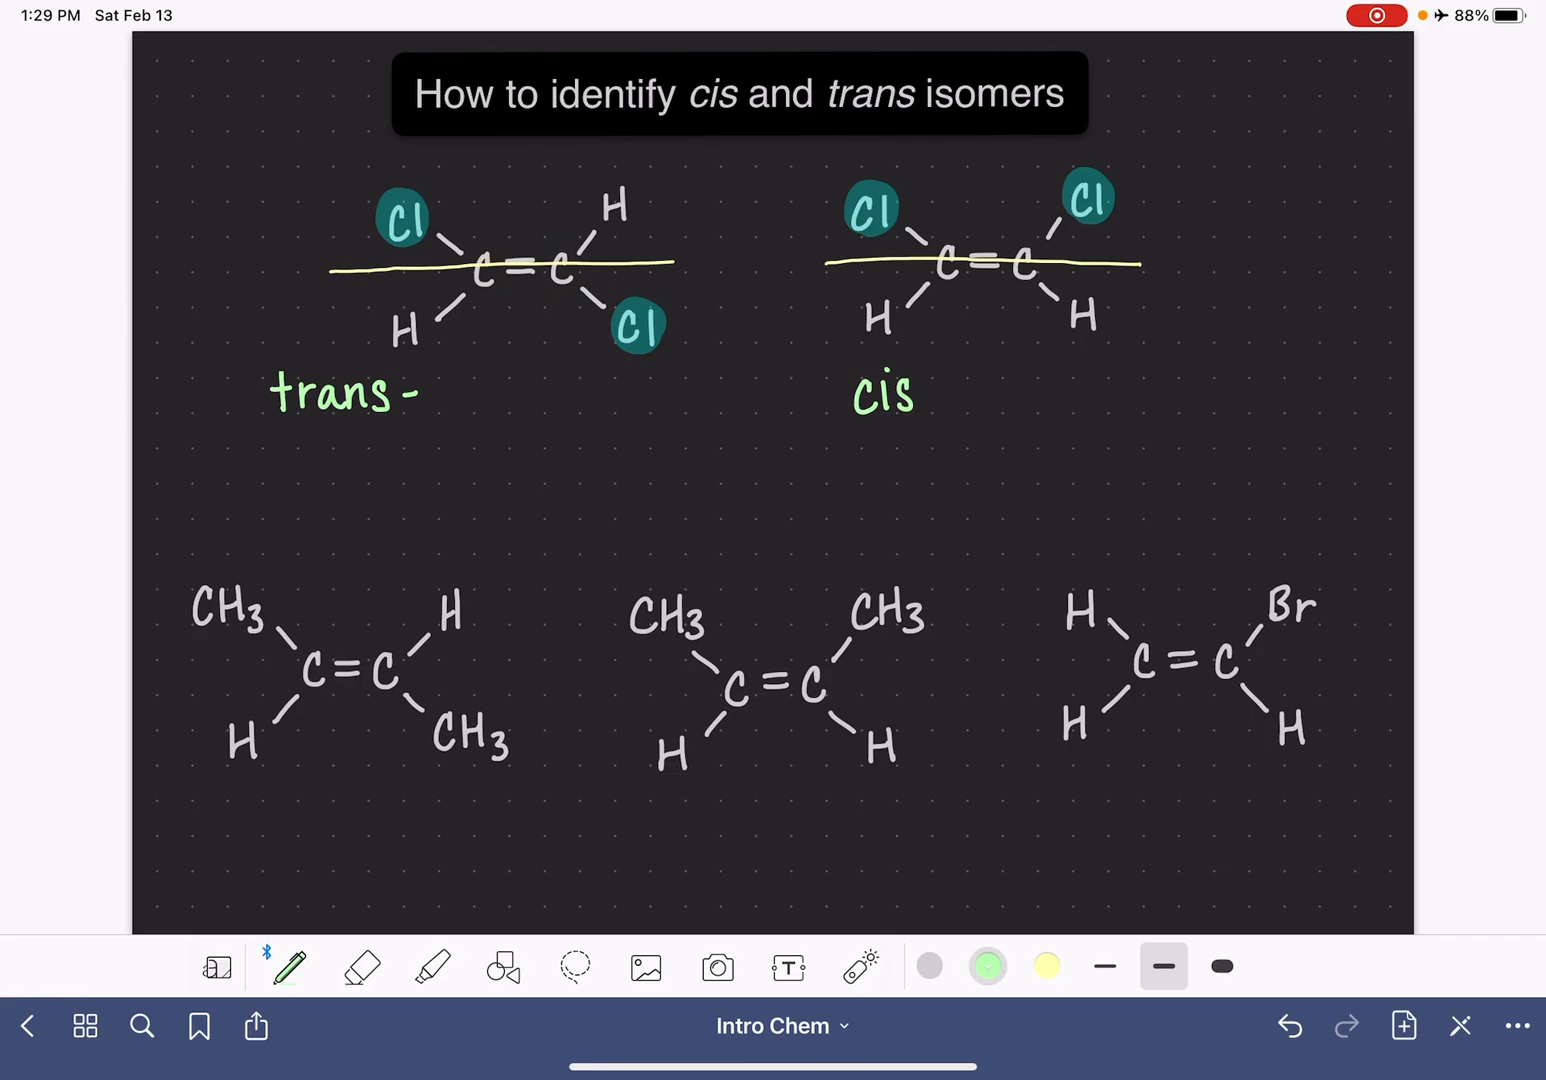 1:29 PM Sat Feb 13
88%
How to identify cis and trans isomers
Cl H
C=C
H Cl
trans-
Cl Cl
C=C
H H
cis
CH3 H
C=C
H CH3
CH3 CH3
C=C
H H
H Br
C=C
H H
Intro Chem